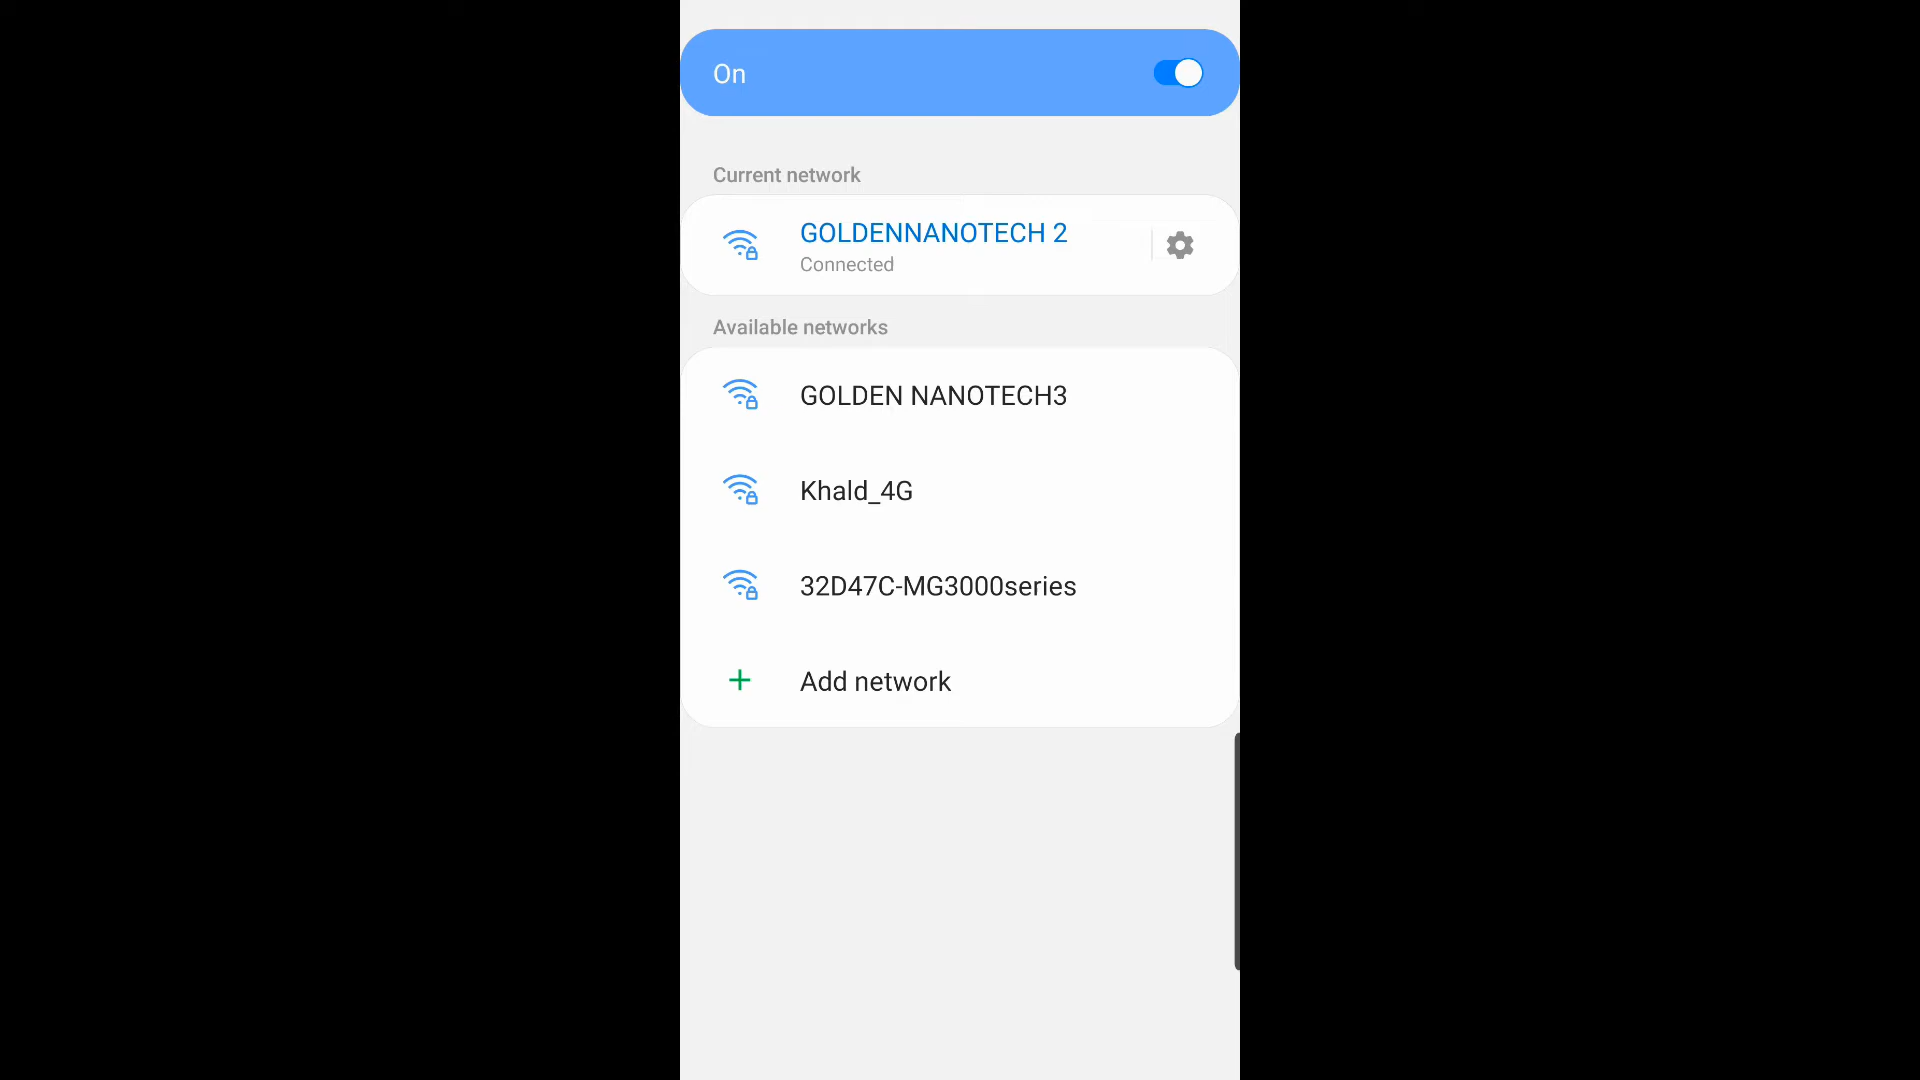 On
Current network
GOLDENNANOTECH 2
Connected
Available networks
GOLDEN NANOTECH3
Khald_4G
32D47C-MG3000series
Add network